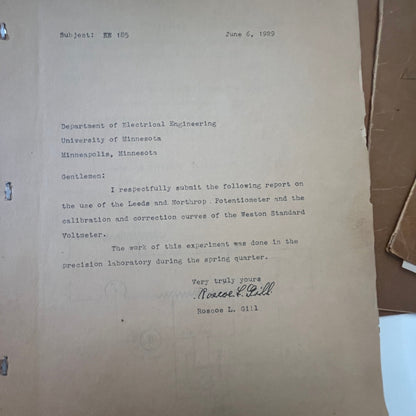 Subject: EE 185 June 6, 1929
Department of Electrical Engineering
University of Minnesota
Minneapolis, Minnesota
Gentlemen:
I respectfully submit the following report on
the use of the Leeds and Northrop Potentiometer and the
calibration and correction curves of the Weston Standard
Voltmeter.
The work of this experiment was done in the
precision laboratory during the spring quarter.
Very truly yours
Roscoe L. Gill
Roscoe L. Gill